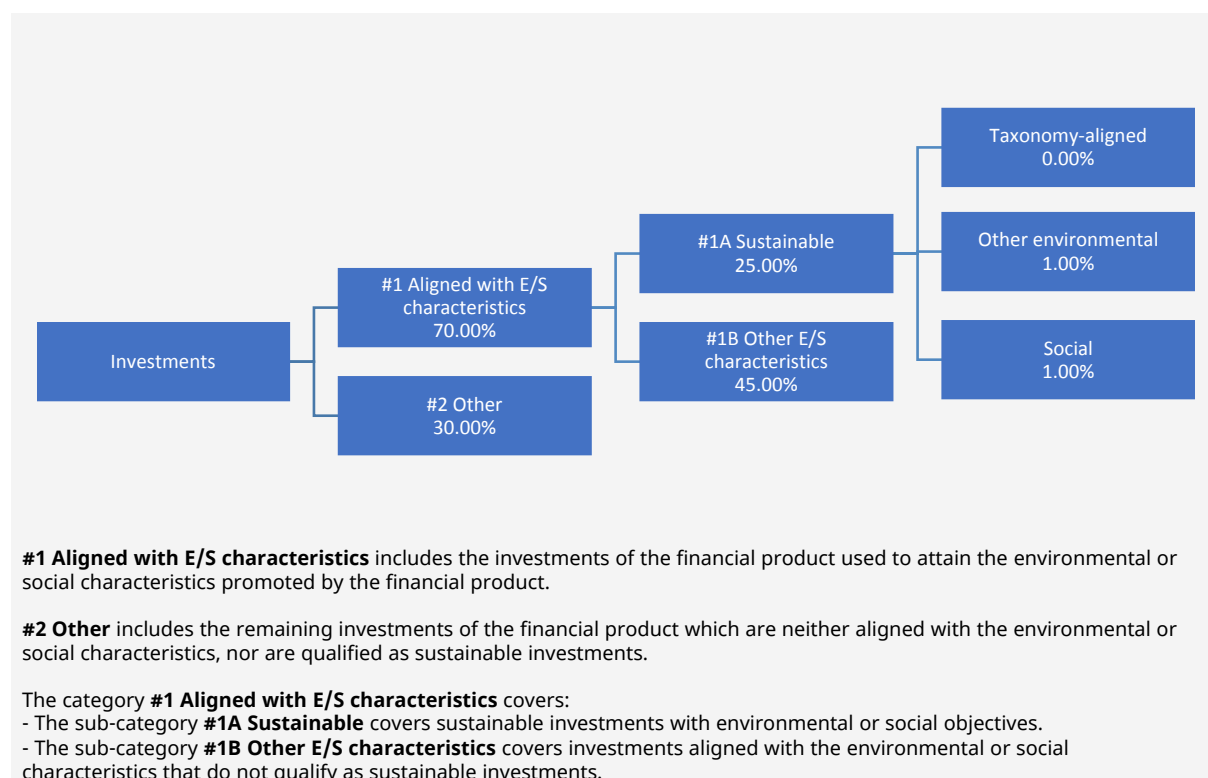 Taxonomy-aligned
0.00%
#1A Sustainable
25.00%
Other environmental
1.00%
#1 Aligned with E/S
characteristics
70.00%
Investments
#1B Other E/S
characteristics
45.00%
Social
1.00%
#2 Other
30.00%
#1 Aligned with E/S characteristics includes the investments of the financial product used to attain the environmental or
social characteristics promoted by the financial product.
#2 Other includes the remaining investments of the financial product which are neither aligned with the environmental or
social characteristics, nor are qualified as sustainable investments.
The category #1 Aligned with E/S characteristics covers:
- The sub-category #1A Sustainable covers sustainable investments with environmental or social objectives.
- The sub-category #1B Other E/S characteristics covers investments aligned with the environmental or social
characteristics that do not qualify as sustainable investments.